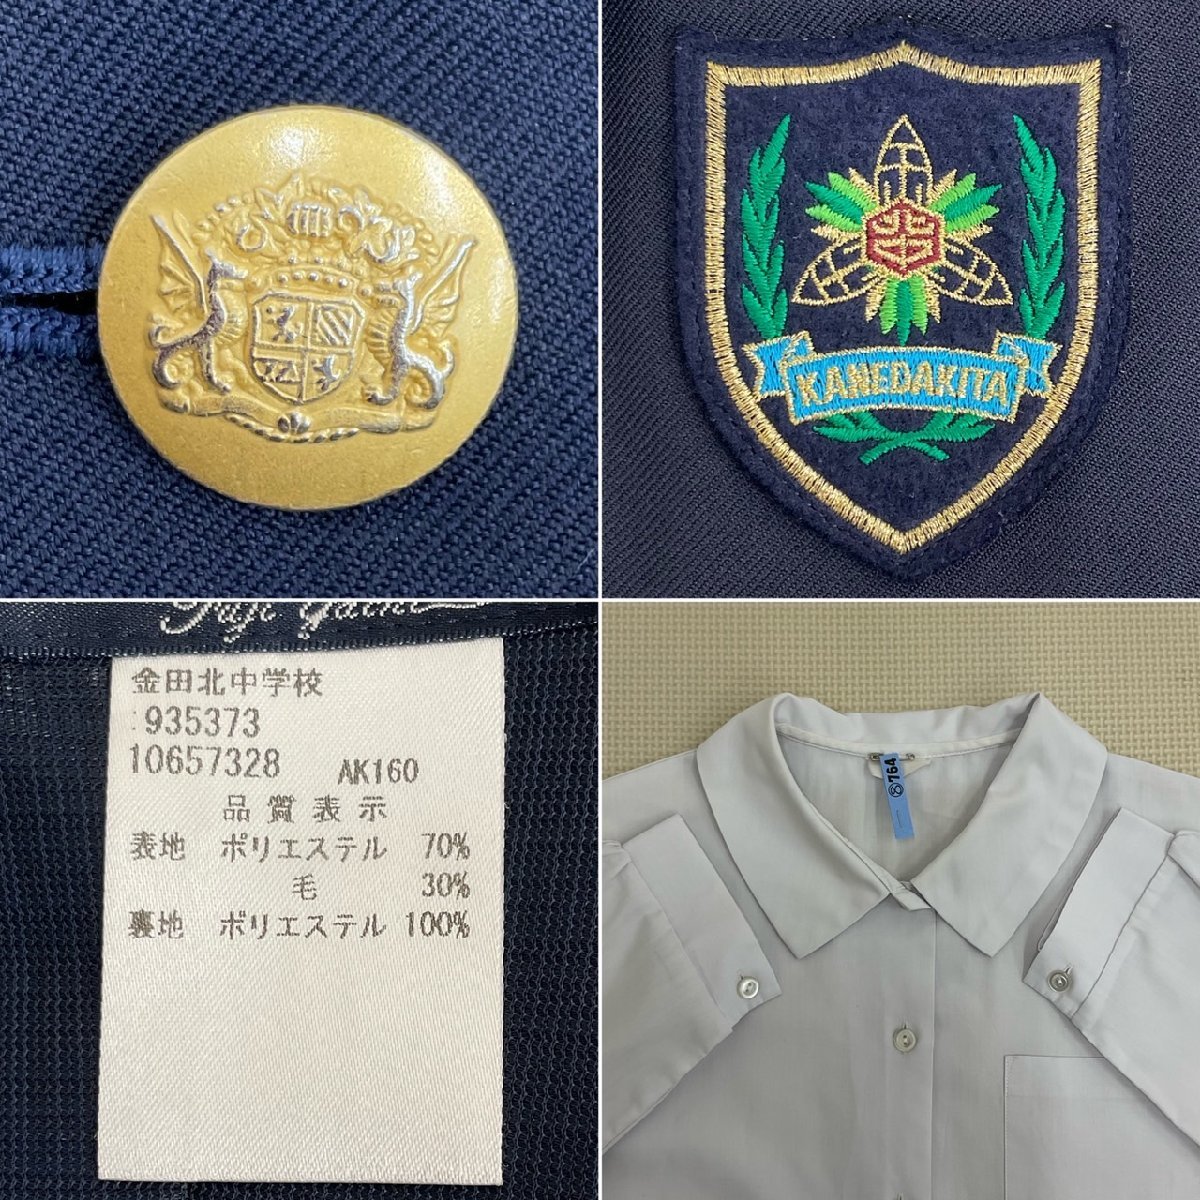 KANEDAKITA
金田北中学校
:935373
10657328 AK160
品質表示
表地 ポリエステル 70%
毛 30%
裏地 ポリエステル 100%
764